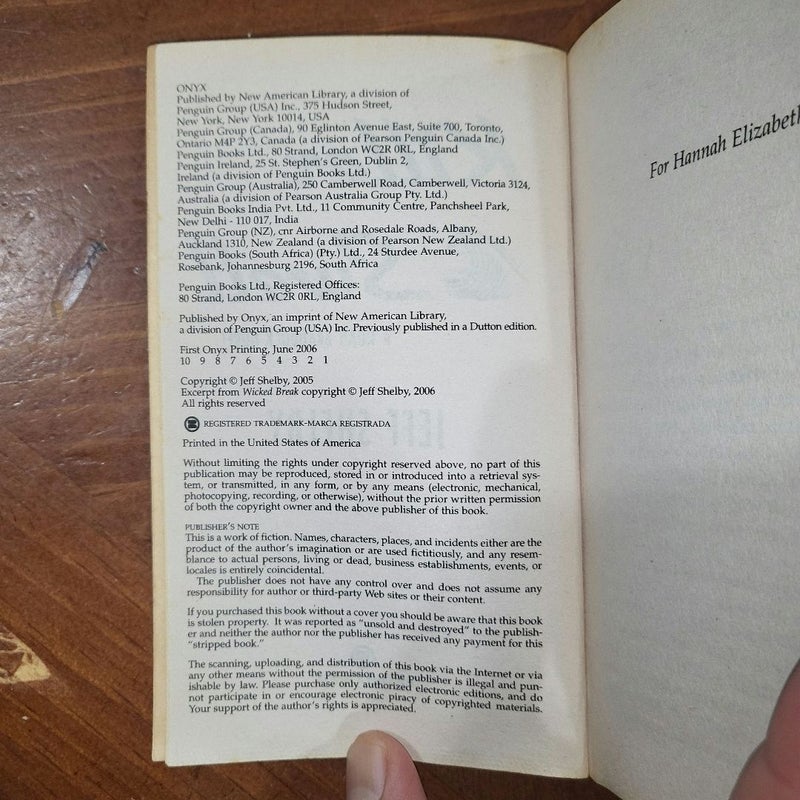 ONYX
Published by New American Library, a division of
Penguin Group (USA) Inc., 375 Hudson Street,
New York, New York 10014, USA
Penguin Group (Canada), 90 Eglinton Avenue East, Suite 700, Toronto,
Ontario M4P 2Y3, Canada (a division of Pearson Penguin Canada Inc.)
Penguin Books Ltd., 80 Strand, London WC2R 0RL, England
Penguin Ireland, 25 St. Stephen's Green, Dublin 2,
Ireland (a division of Penguin Books Ltd.)
Penguin Group (Australia), 250 Camberwell Road, Camberwell, Victoria 3124,
Australia (a division of Pearson Australia Group Pty. Ltd.)
Penguin Books India Pvt. Ltd., 11 Community Centre, Panchsheel Park,
New Delhi - 110 017, India
Penguin Group (NZ), cnr Airborne and Rosedale Roads, Albany,
Auckland 1310, New Zealand (a division of Pearson New Zealand Ltd.)
Penguin Books (South Africa) (Pty.) Ltd., 24 Sturdee Avenue,
Rosebank, Johannesburg 2196, South Africa
Penguin Books Ltd., Registered Offices:
80 Strand, London WC2R 0RL, England
Published by Onyx, an imprint of New American Library,
a division of Penguin Group (USA) Inc. Previously published in a Dutton edition.
First Onyx Printing, June 2006
10 9 8 7 6 5 4 3 2 1
Copyright © Jeff Shelby, 2005
Excerpt from Wicked Break copyright © Jeff Shelby, 2006
All rights reserved
REGISTERED TRADEMARK-MARCA REGISTRADA
Printed in the United States of America
Without limiting the rights under copyright reserved above, no part of this
publication may be reproduced, stored in or introduced into a retrieval sys-
tem, or transmitted, in any form, or by any means (electronic, mechanical,
photocopying, recording, or otherwise), without the prior written permission
of both the copyright owner and the above publisher of this book.
PUBLISHER'S NOTE
This is a work of fiction. Names, characters, places, and incidents either are the
product of the author's imagination or are used fictitiously, and any resem-
blance to actual persons, living or dead, business establishments, events, or
locales is entirely coincidental.
The publisher does not have any control over and does not assume any
responsibility for author or third-party Web sites or their content.
If you purchased this book without a cover you should be aware that this book
is stolen property. It was reported as "unsold and destroyed" to the publish-
er and neither the author nor the publisher has received any payment for this
"stripped book."
The scanning, uploading, and distribution of this book via the Internet or via
any other means without the permission of the publisher is illegal and pun-
ishable by law. Please purchase only authorized electronic editions, and do
not participate in or encourage electronic piracy of copyrighted materials.
Your support of the author's rights is appreciated.
For Hannah Elizabeth